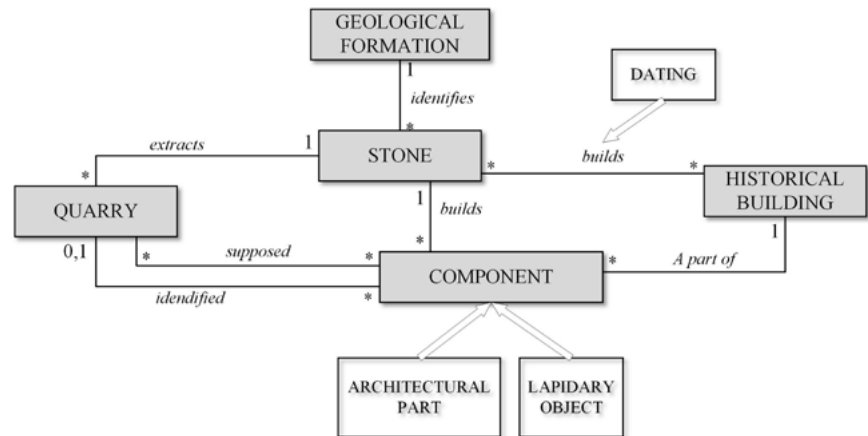 GEOLOGICAL
FORMATION
1
identifies
*
DATING
extracts
1
STONE
*
builds
*
*
QUARRY
1
builds
HISTORICAL
BUILDING
0,1
*
supposed
*
*
1
COMPONENT
*
A part of
idendified
*
ARCHITECTURAL
PART
LAPIDARY
OBJECT